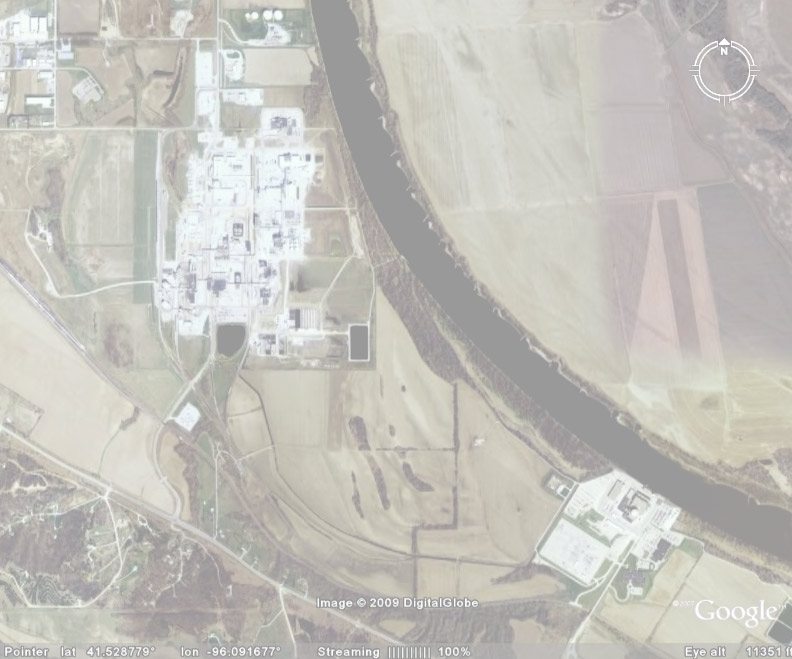 N
Image © 2009 DigitalGlobe
Google
Pointer lat 41.528779° lon -96.091677° Streaming |||||||||| 100% Eye alt 11351 f